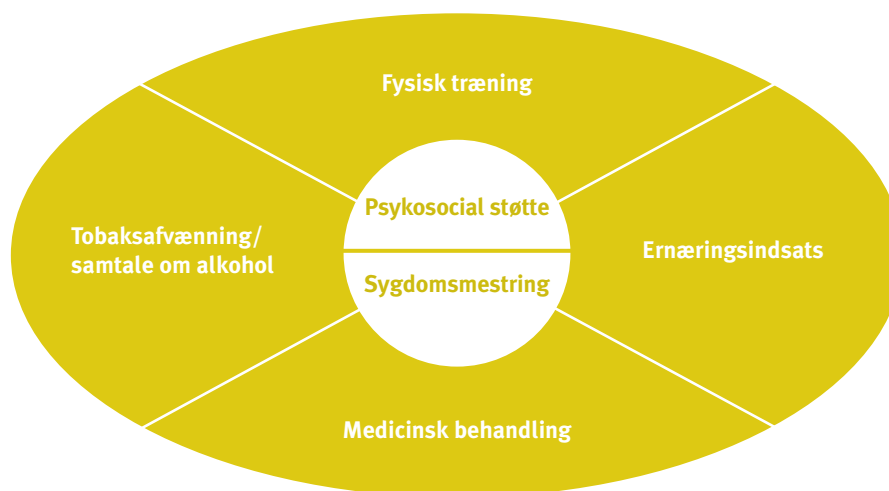 Fysisk træning
Psykosocial støtte
Tobaksafvænning/
samtale om alkohol
Ernæringsindsats
Sygdomsmestring
Medicinsk behandling